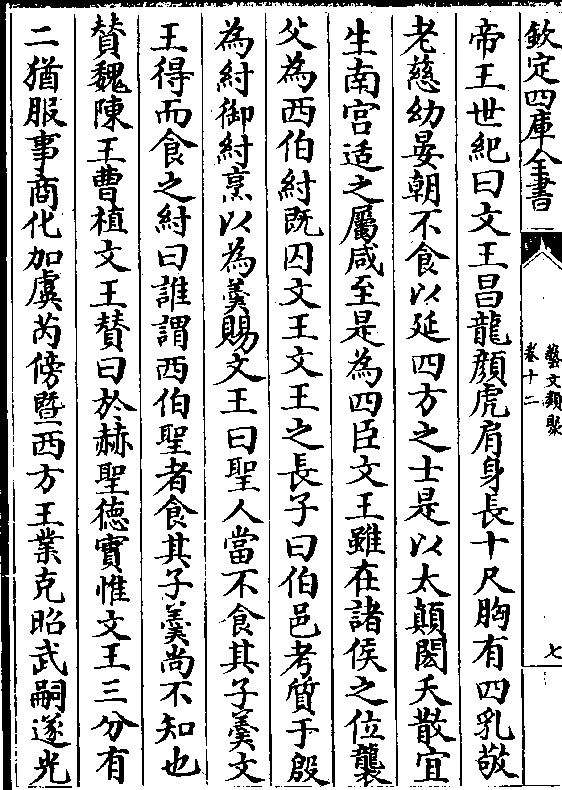 欽定四庫全書
藝文類聚
卷十二
七
帝王世紀曰文王昌龍顏虎肩身長十尺胸有四乳敬
老慈幼晏朝不食以延四方之士是以太顛閎夭散宜
生南宫适之屬咸至是為四臣文王雖在諸侯之位襲
父為西伯紂既囚文王文王之長子曰伯邑考質于殷
為紂御紂烹以為羮賜文王曰聖人當不食其子羮文
王得而食之紂曰誰謂西伯聖者食其子羮尚不知也
賛魏陳王曹植文王賛曰於赫聖德實惟文王三分有
二猶服事商化加虞芮傍暨西方王業克昭武嗣遂光